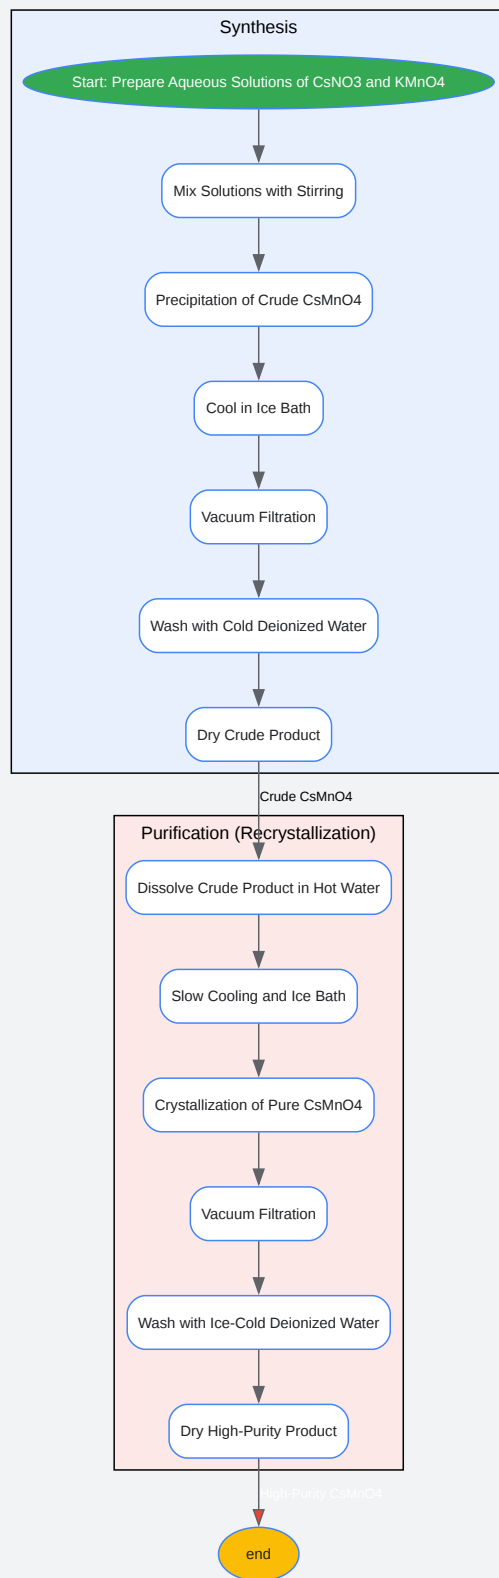 Synthesis
Start: Prepare Aqueous Solutions of CsNO3 and KMnO4
Mix Solutions with Stirring
Precipitation of Crude CsMnO4
Cool in Ice Bath
Vacuum Filtration
Wash with Cold Deionized Water
Dry Crude Product
Crude CsMnO4
Purification (Recrystallization)
Dissolve Crude Product in Hot Water
Slow Cooling and Ice Bath
Crystallization of Pure CsMnO4
Vacuum Filtration
Wash with Ice-Cold Deionized Water
Dry High-Purity Product
High-Purity CsMnO4
end